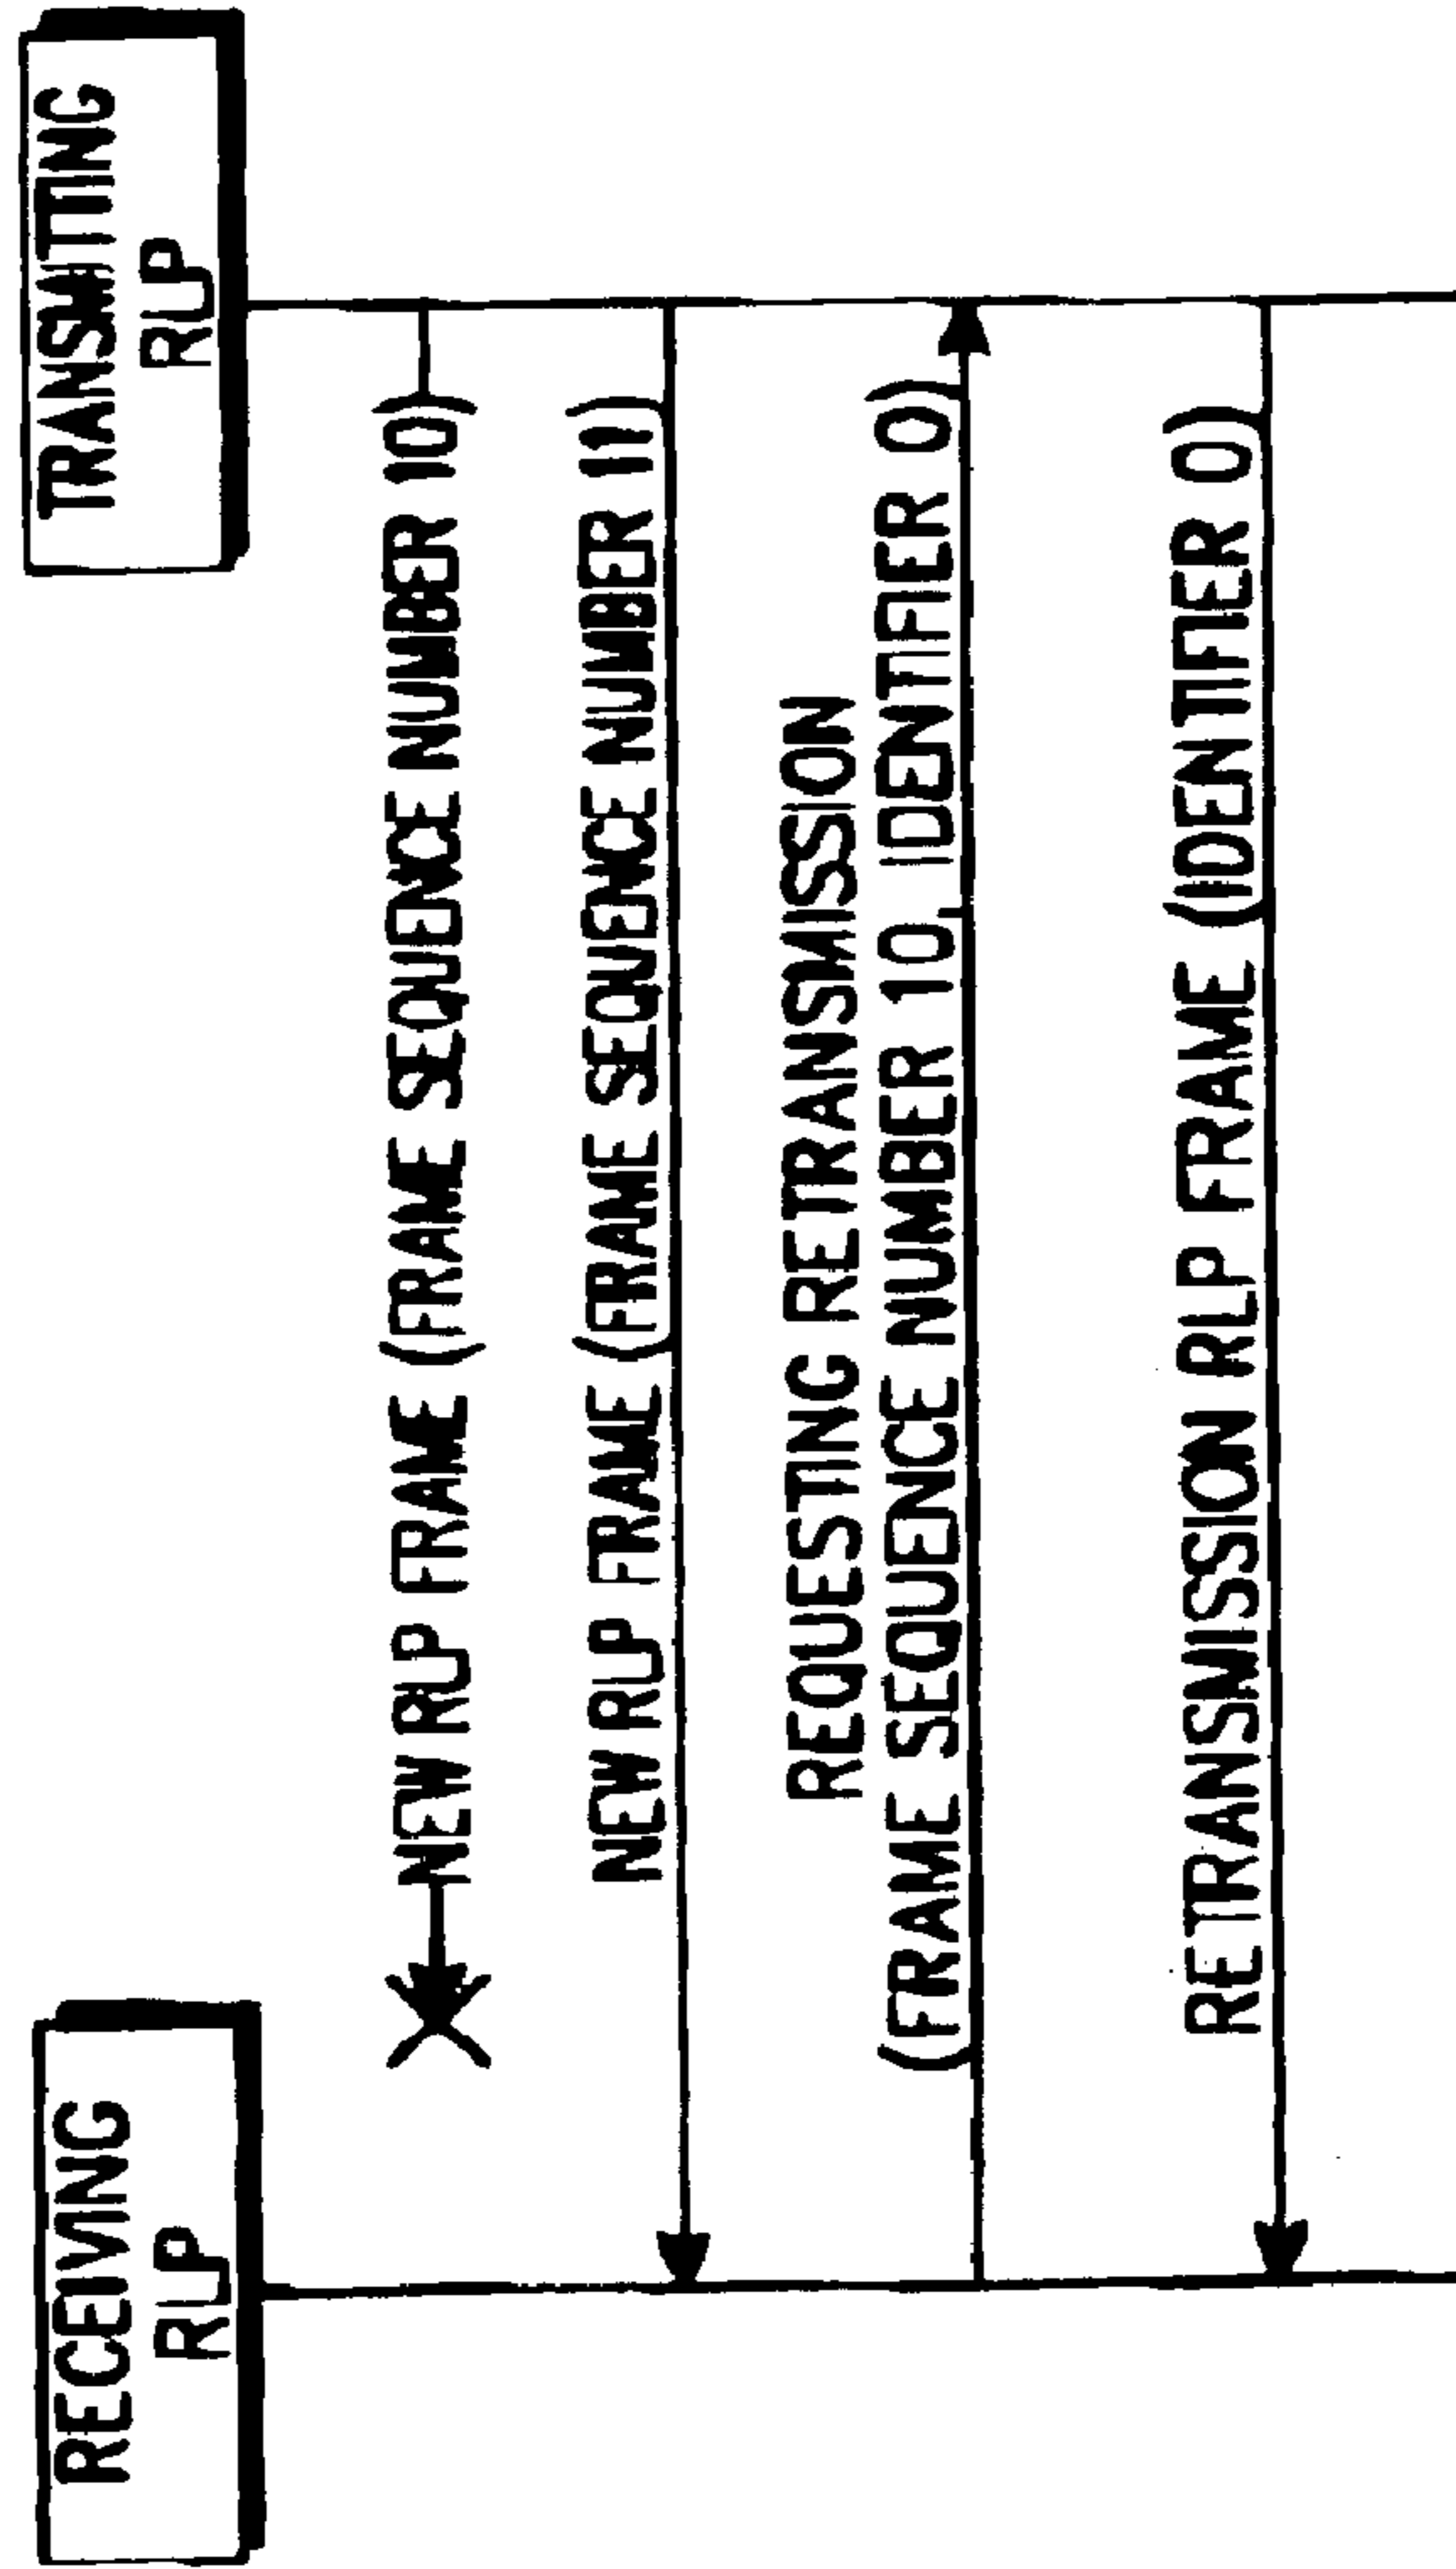 RECEIVING
RLP
TRANSMITTING
RLP
NEW RLP FRAME (FRAME SEQUENCE NUMBER 10)
NEW RLP FRAME (FRAME SEQUENCE NUMBER 11)
REQUESTING RETRANSMISSION
(FRAME SEQUENCE NUMBER 10, IDENTIFIER 0)
RETRANSMISSION RLP FRAME (IDENTIFIER 0)